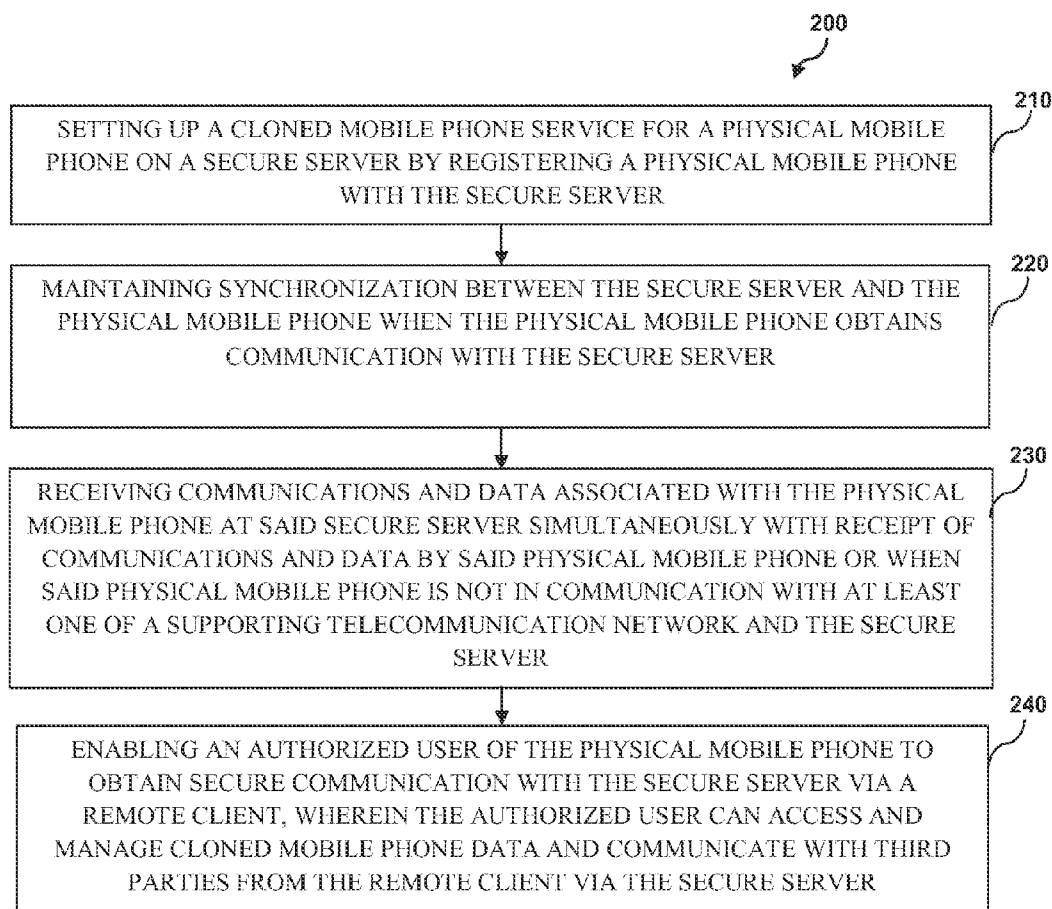 200
210
SETTING UP A CLONED MOBILE PHONE SERVICE FOR A PHYSICAL MOBILE
PHONE ON A SECURE SERVER BY REGISTERING A PHYSICAL MOBILE PHONE
WITH THE SECURE SERVER
220
MAINTAINING SYNCHRONIZATION BETWEEN THE SECURE SERVER AND THE
PHYSICAL MOBILE PHONE WHEN THE PHYSICAL MOBILE PHONE OBTAINS
COMMUNICATION WITH THE SECURE SERVER
230
RECEIVING COMMUNICATIONS AND DATA ASSOCIATED WITH THE PHYSICAL
MOBILE PHONE AT SAID SECURE SERVER SIMULTANEOUSLY WITH RECEIPT OF
COMMUNICATIONS AND DATA BY SAID PHYSICAL MOBILE PHONE OR WHEN
SAID PHYSICAL MOBILE PHONE IS NOT IN COMMUNICATION WITH AT LEAST
ONE OF A SUPPORTING TELECOMMUNICATION NETWORK AND THE SECURE
SERVER
240
ENABLING AN AUTHORIZED USER OF THE PHYSICAL MOBILE PHONE TO
OBTAIN SECURE COMMUNICATION WITH THE SECURE SERVER VIA A
REMOTE CLIENT, WHEREIN THE AUTHORIZED USER CAN ACCESS AND
MANAGE CLONED MOBILE PHONE DATA AND COMMUNICATE WITH THIRD
PARTIES FROM THE REMOTE CLIENT VIA THE SECURE SERVER